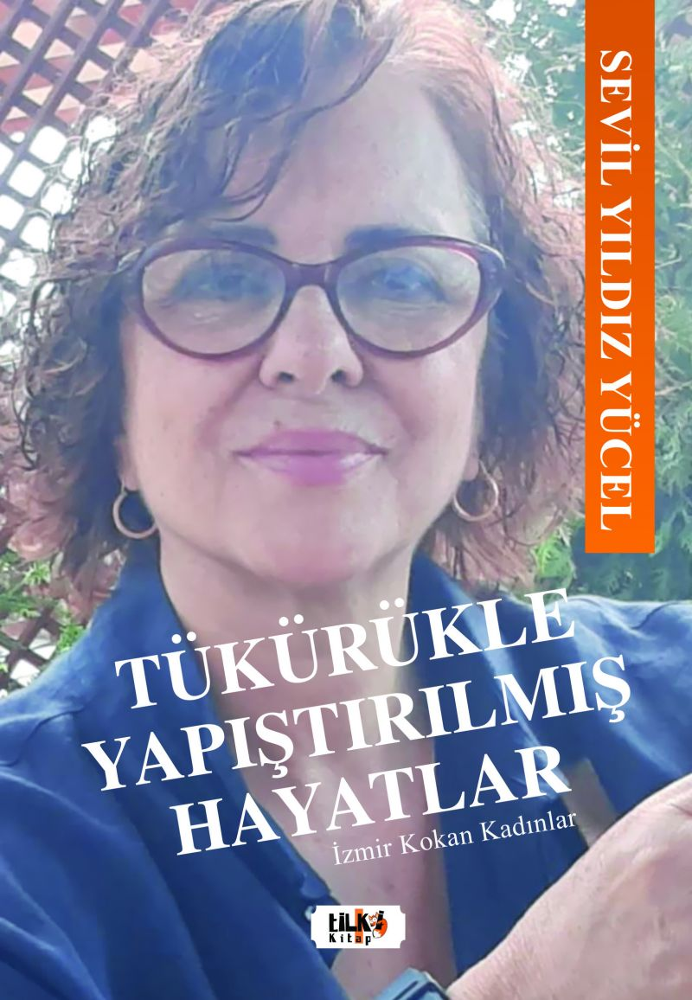 SEVİL YILDIZ YÜCEL
TÜKÜRÜKLE
YAPIŞTIRILMIŞ
HAYATLAR
İzmir Kokan Kadınlar
tiLKi
Kitap